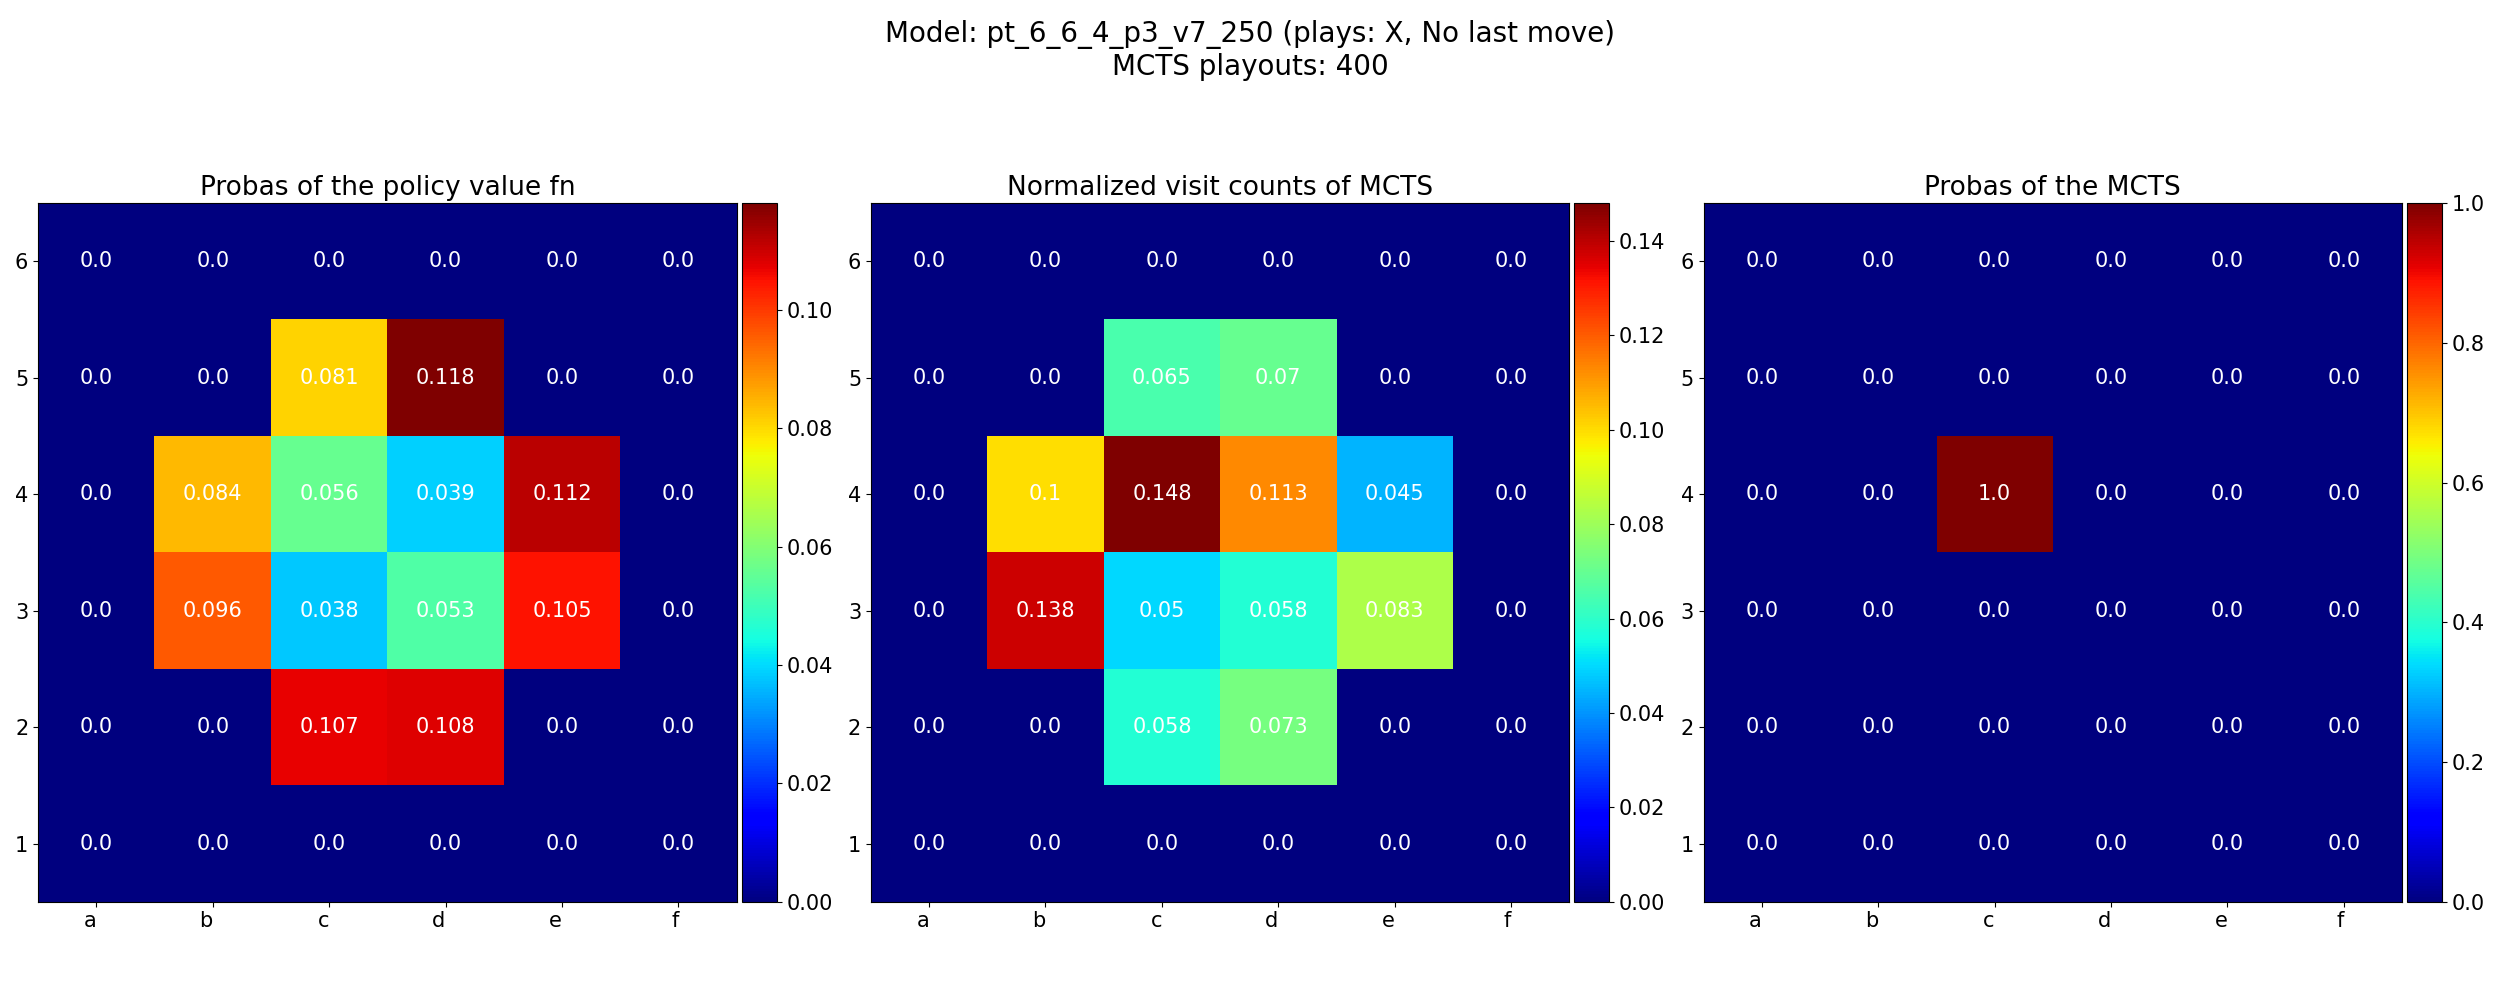 Model: pt_6_6_4_p3_v7_250 (plays: X, No last move)
MCTS playouts: 400
Probas of the policy value fn
6 0.0 0.0 0.0 0.0 0.0 0.0
5 0.0 0.0 0.081 0.118 0.0 0.0
4 0.0 0.084 0.056 0.039 0.112 0.0
3 0.0 0.096 0.038 0.053 0.105 0.0
2 0.0 0.0 0.107 0.108 0.0 0.0
1 0.0 0.0 0.0 0.0 0.0 0.0
a b c d e f
0.10
0.08
0.06
0.04
0.02
0.00
Normalized visit counts of MCTS
6 0.0 0.0 0.0 0.0 0.0 0.0
5 0.0 0.0 0.065 0.07 0.0 0.0
4 0.0 0.1 0.148 0.113 0.045 0.0
3 0.0 0.138 0.05 0.058 0.083 0.0
2 0.0 0.0 0.058 0.073 0.0 0.0
1 0.0 0.0 0.0 0.0 0.0 0.0
a b c d e f
0.14
0.12
0.10
0.08
0.06
0.04
0.02
0.00
Probas of the MCTS
6 0.0 0.0 0.0 0.0 0.0 0.0
5 0.0 0.0 0.0 0.0 0.0 0.0
4 0.0 0.0 1.0 0.0 0.0 0.0
3 0.0 0.0 0.0 0.0 0.0 0.0
2 0.0 0.0 0.0 0.0 0.0 0.0
1 0.0 0.0 0.0 0.0 0.0 0.0
a b c d e f
1.0
0.8
0.6
0.4
0.2
0.0